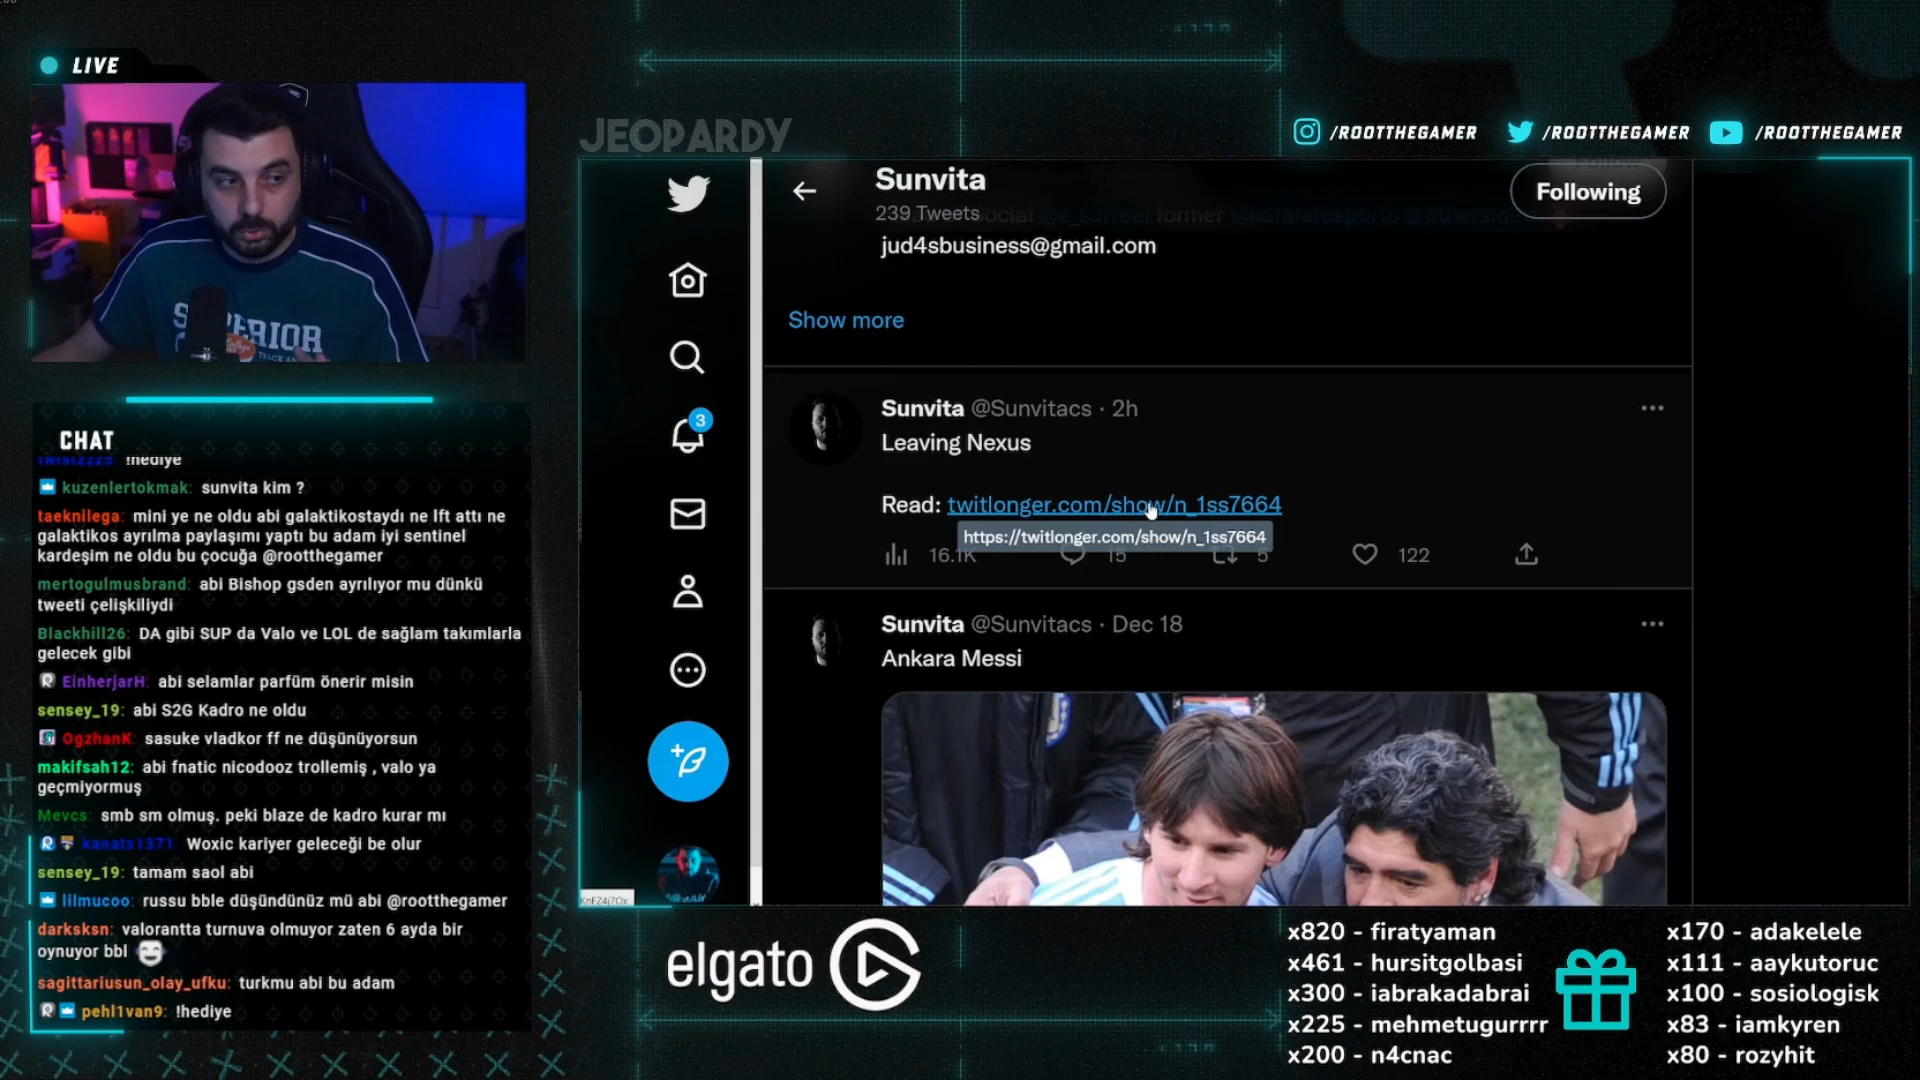 LIVE
JEOPARDY
/ROOTTHEGAMER
/ROOTTHEGAMER
/ROOTTHEGAMER
SUPERIOR
CHAT
!hediye
kuzenlertokmak: sunvita kim ?
taeknilega: mini ye ne oldu abi galaktikostaydı ne lft attı ne
galaktikos ayrılma paylaşımı yaptı bu adam iyi sentinel
kardeşim ne oldu bu çocuğa @rootthegamer
mertogulmusbrand: abi Bishop gsden ayrılıyor mu dünkü
tweeti çelişkiliydi
Blackhill26: DA gibi SUP da Valo ve LOL de sağlam takımlarla
gelecek gibi
EinherjarH: abi selamlar parfüm önerir misin
sensey_19: abi S2G Kadro ne oldu
OgzhanK: sasuke vladkor ff ne düşünüyorsun
makifsah12: abi fnatic nicodooz trollemiş , valo ya
geçmiyormuş
Mevcs: smb sm olmuş. peki blaze de kadro kurar mı
kanats1371 Woxic kariyer geleceği be olur
sensey_19: tamam saol abi
lilmucoo: russu bble düşündünüz mü abi @rootthegamer
darksksn: valorantta turnuva olmuyor zaten 6 ayda bir
oynuyor bbl
sagittariusun_olay_ufku: turkmu abi bu adam
pehl1van9: !hediye
3
Sunvita
239 Tweets
Following
jud4sbusiness@gmail.com
Show more
Sunvita @Sunvitacs · 2h
Leaving Nexus
Read: twitlonger.com/show/n_1ss7664
https://twitlonger.com/show/n_1ss7664
16.1K 15 5 122
Sunvita @Sunvitacs · Dec 18
Ankara Messi
elgato
x820 - firatyaman
x461 - hursitgolbasi
x300 - iabrakadabrai
x225 - mehmetugurrrr
x200 - n4cnac
x170 - adakelele
x111 - aaykutoruc
x100 - sosiologisk
x83 - iamkyren
x80 - rozyhit